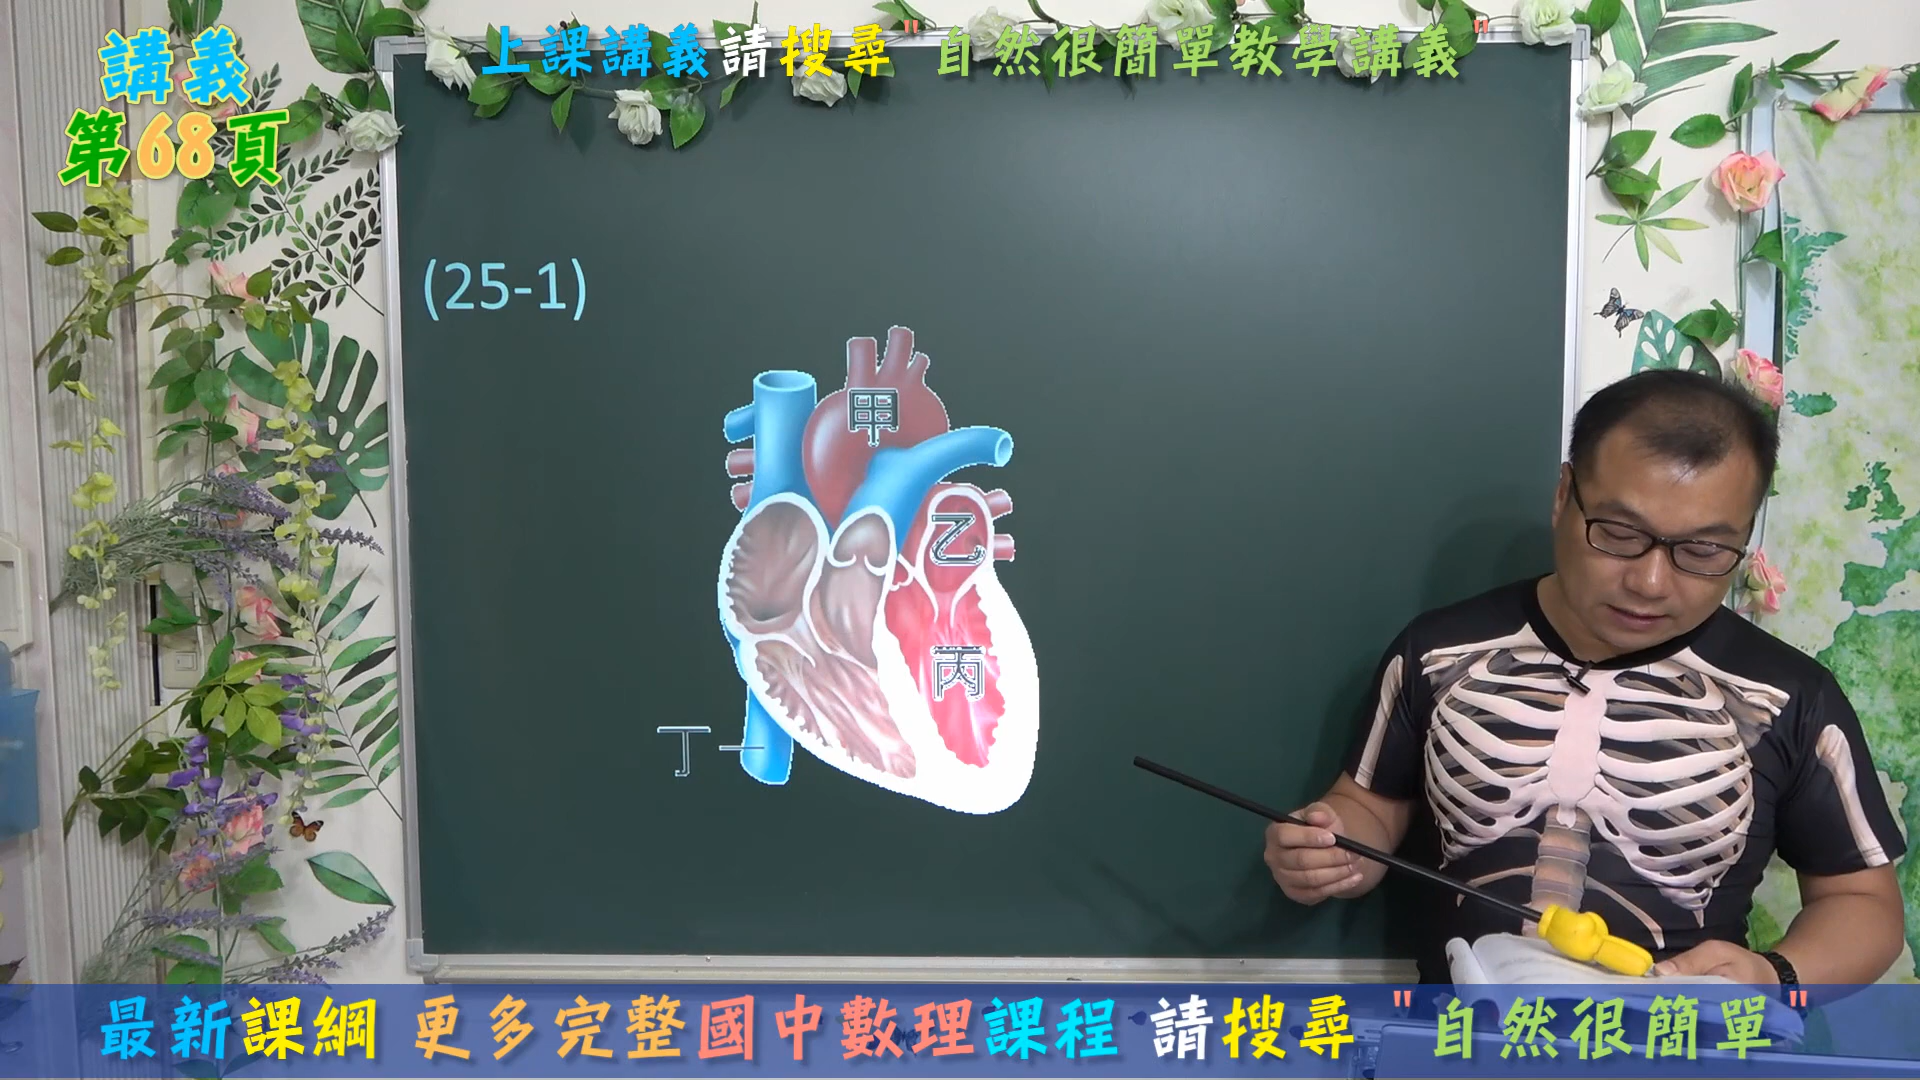 講義
第68頁
上課講義請搜尋"自然很簡單教學講義"
(25-1)
甲
乙
丙
丁
最新課綱 更多完整國中數理課程 請搜尋"自然很簡單"